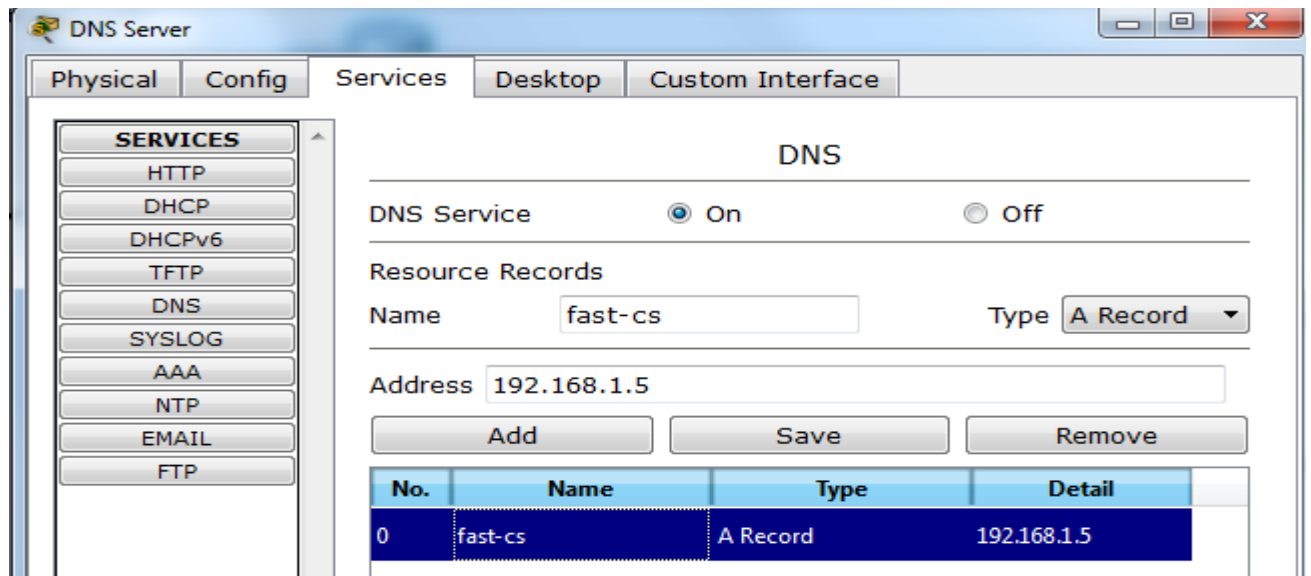 DNS Server
Physical Config Services Desktop Custom Interface
SERVICES
HTTP
DHCP
DHCPv6
TFTP
DNS
SYSLOG
AAA
NTP
EMAIL
FTP
DNS
DNS Service On Off
Resource Records
Name fast-cs Type A Record
Address 192.168.1.5
Add Save Remove
No. Name Type Detail
0 fast-cs A Record 192.168.1.5